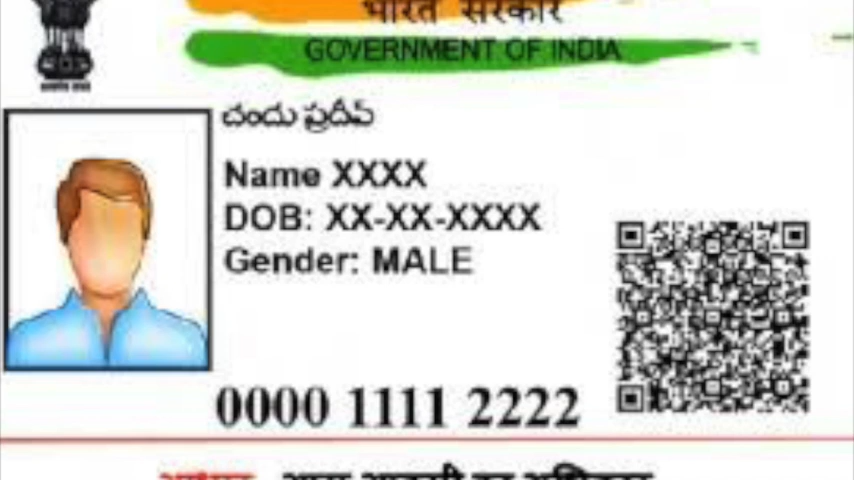 भारत सरकार
GOVERNMENT OF INDIA
చందు ప్రదీప్
Name XXXX
DOB: XX-XX-XXXX
Gender: MALE
0000 1111 2222